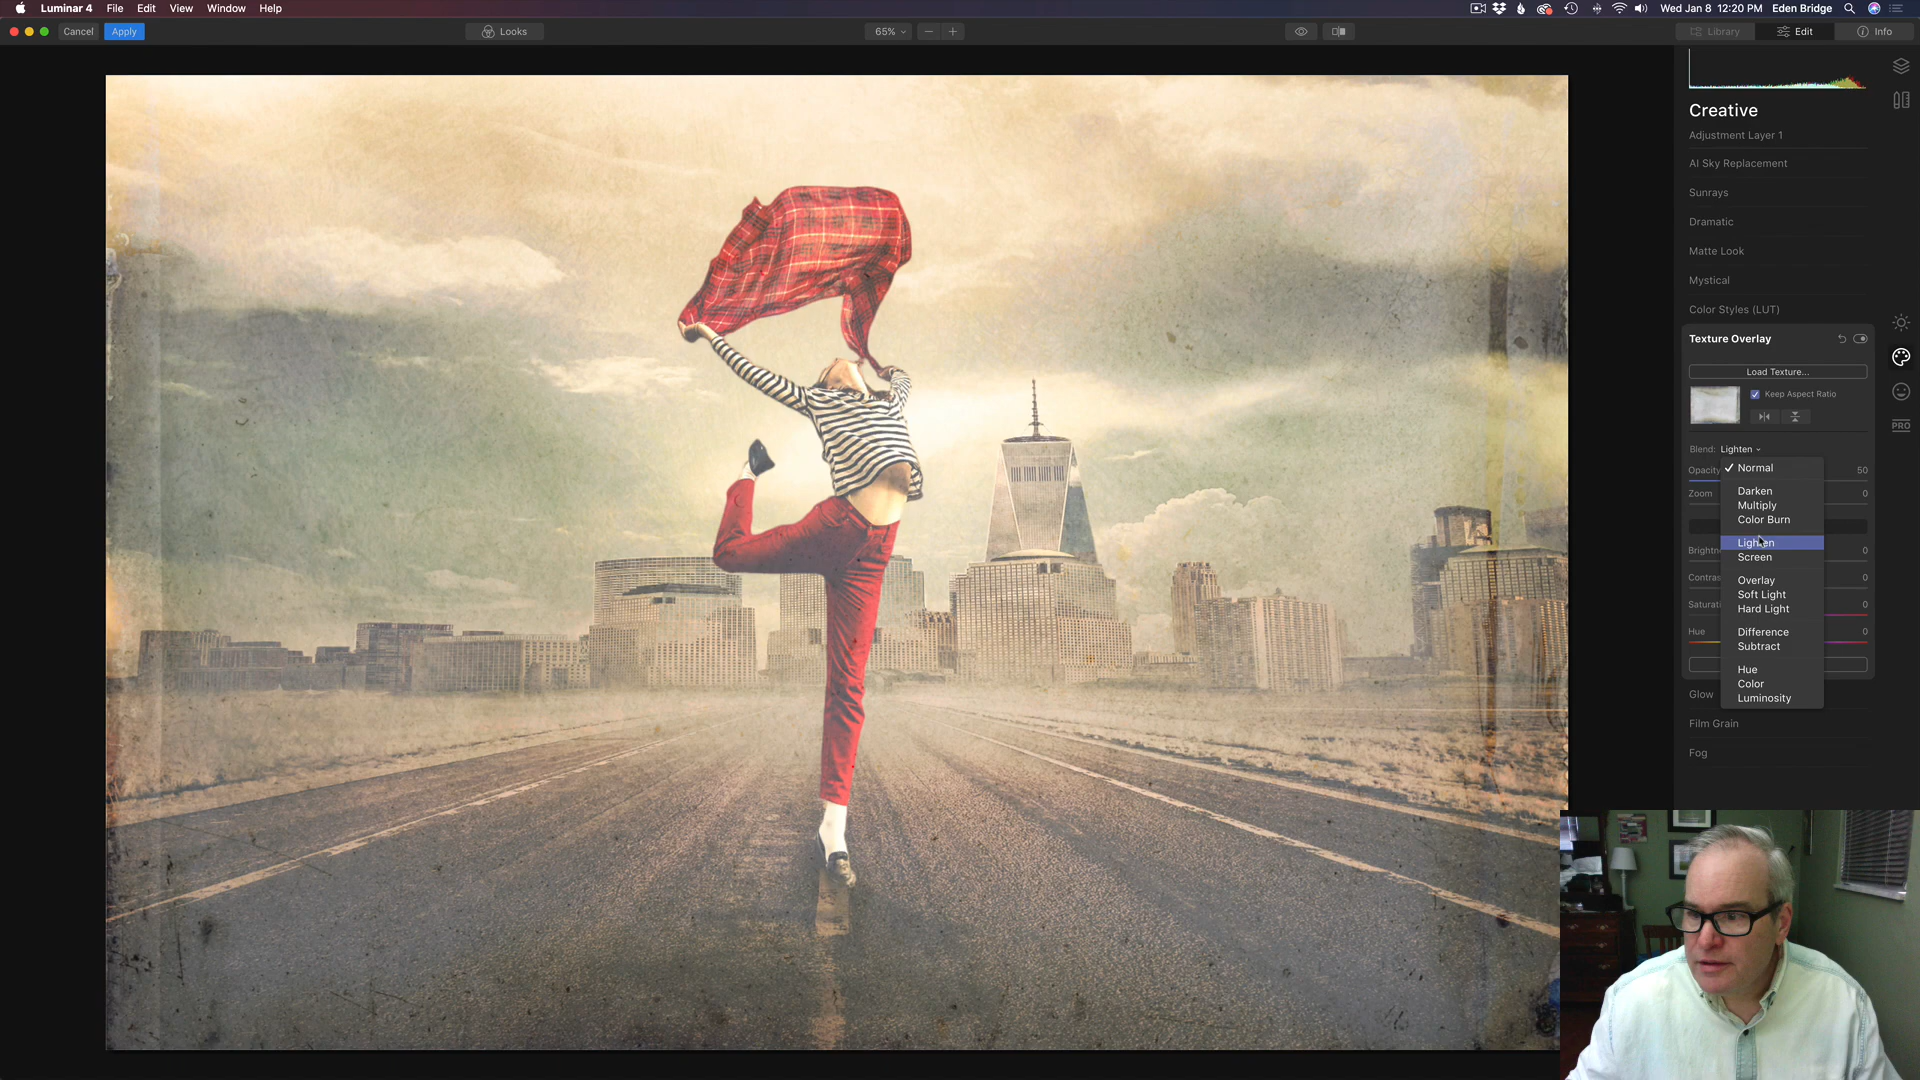 Luminar 4 File Edit View Window Help
Wed Jan 8 12:20 PM Eden Bridge
Cancel Apply Looks 65% Library Edit Info
Creative
Adjustment Layer 1
AI Sky Replacement
Sunrays
Dramatic
Matte Look
Mystical
Color Styles (LUT)
Texture Overlay
Load Texture...
Keep Aspect Ratio
Blend: Lighten
Opacity 50
Zoom 0
0
0
0
Hue 0
✓ Normal
Darken
Multiply
Color Burn
Lighten
Screen
Overlay
Soft Light
Hard Light
Difference
Subtract
Hue
Color
Luminosity
Glow
Film Grain
Fog
PRO